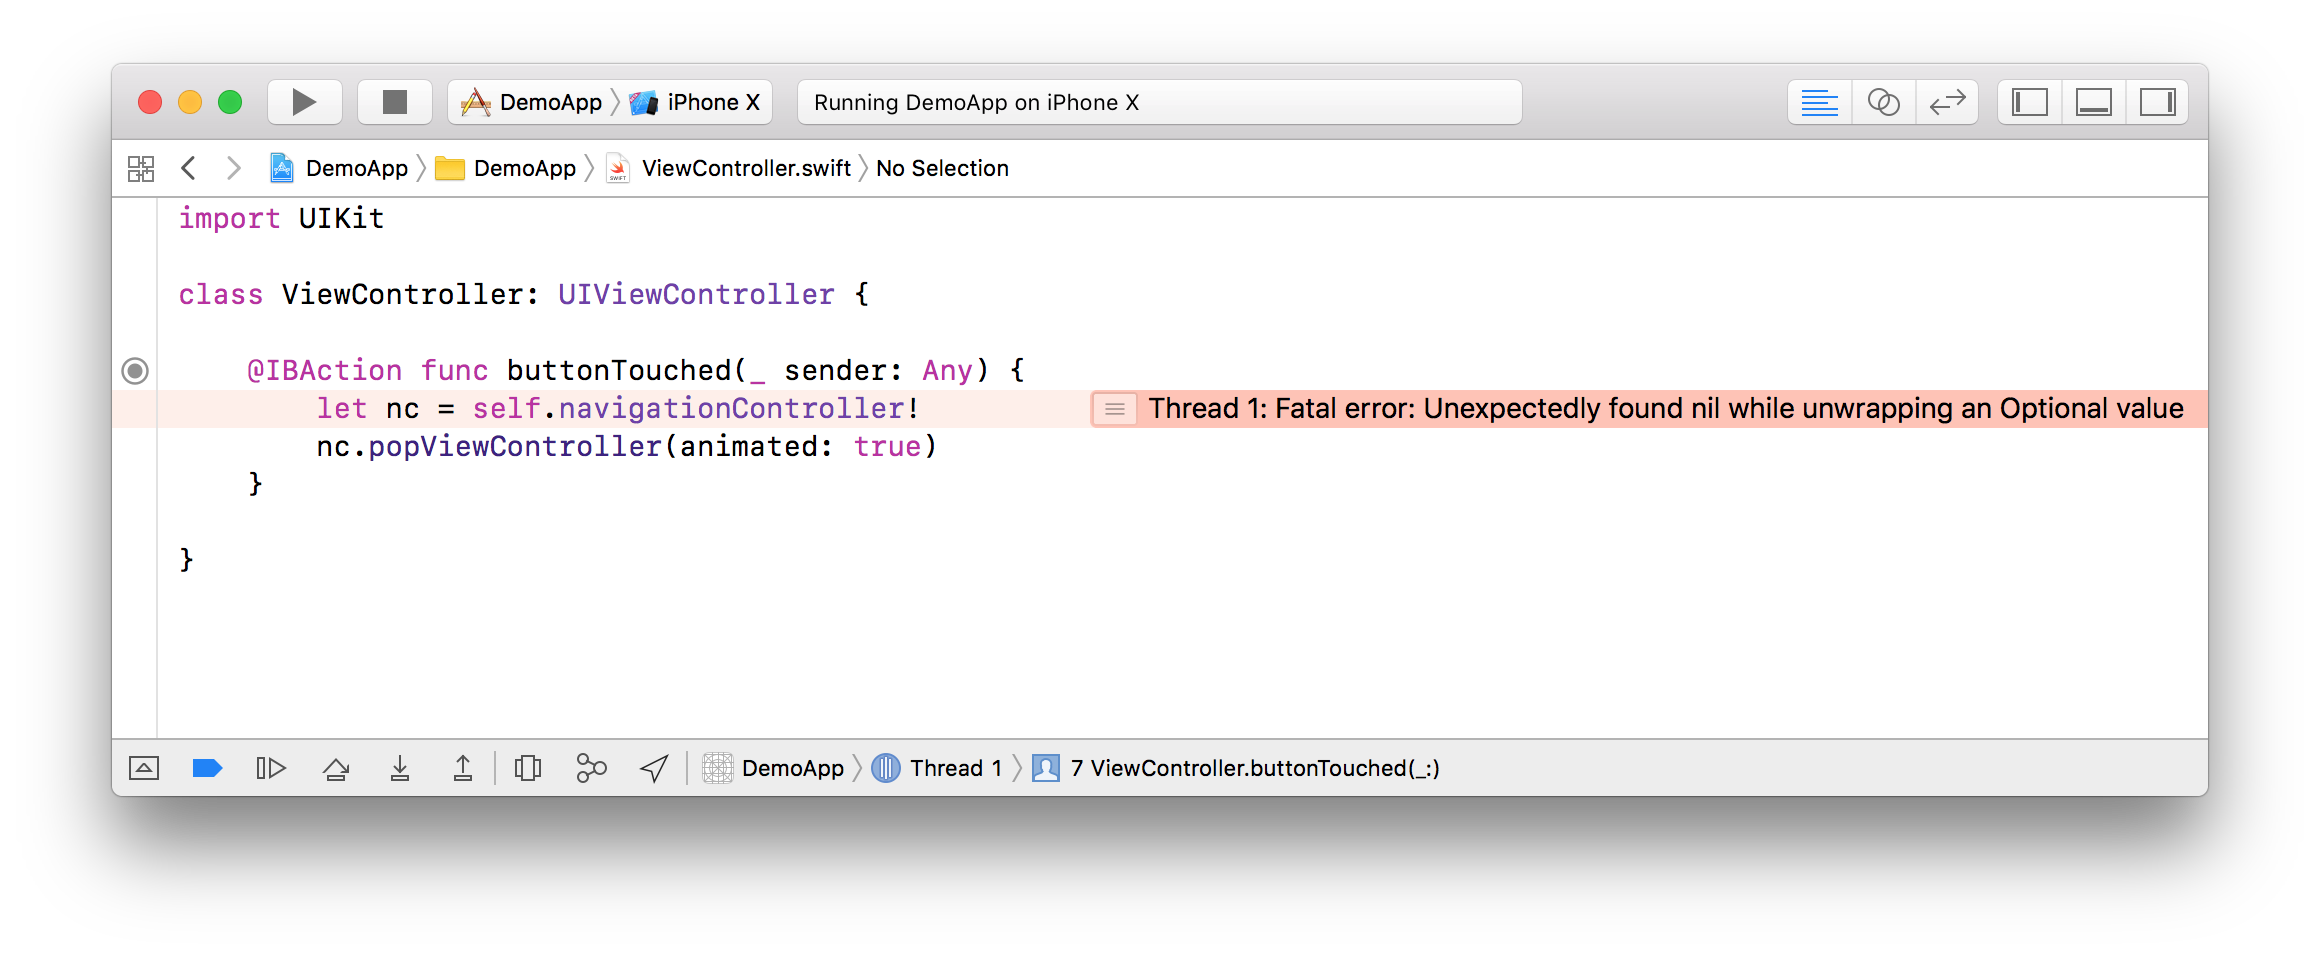 DemoApp iPhone X Running DemoApp on iPhone X
DemoApp DemoApp ViewController.swift No Selection
import UIKit
class ViewController: UIViewController {
@IBAction func buttonTouched(_ sender: Any) {
let nc = self.navigationController! Thread 1: Fatal error: Unexpectedly found nil while unwrapping an Optional value
nc.popViewController(animated: true)
}
}
DemoApp Thread 1 7 ViewController.buttonTouched(_:)